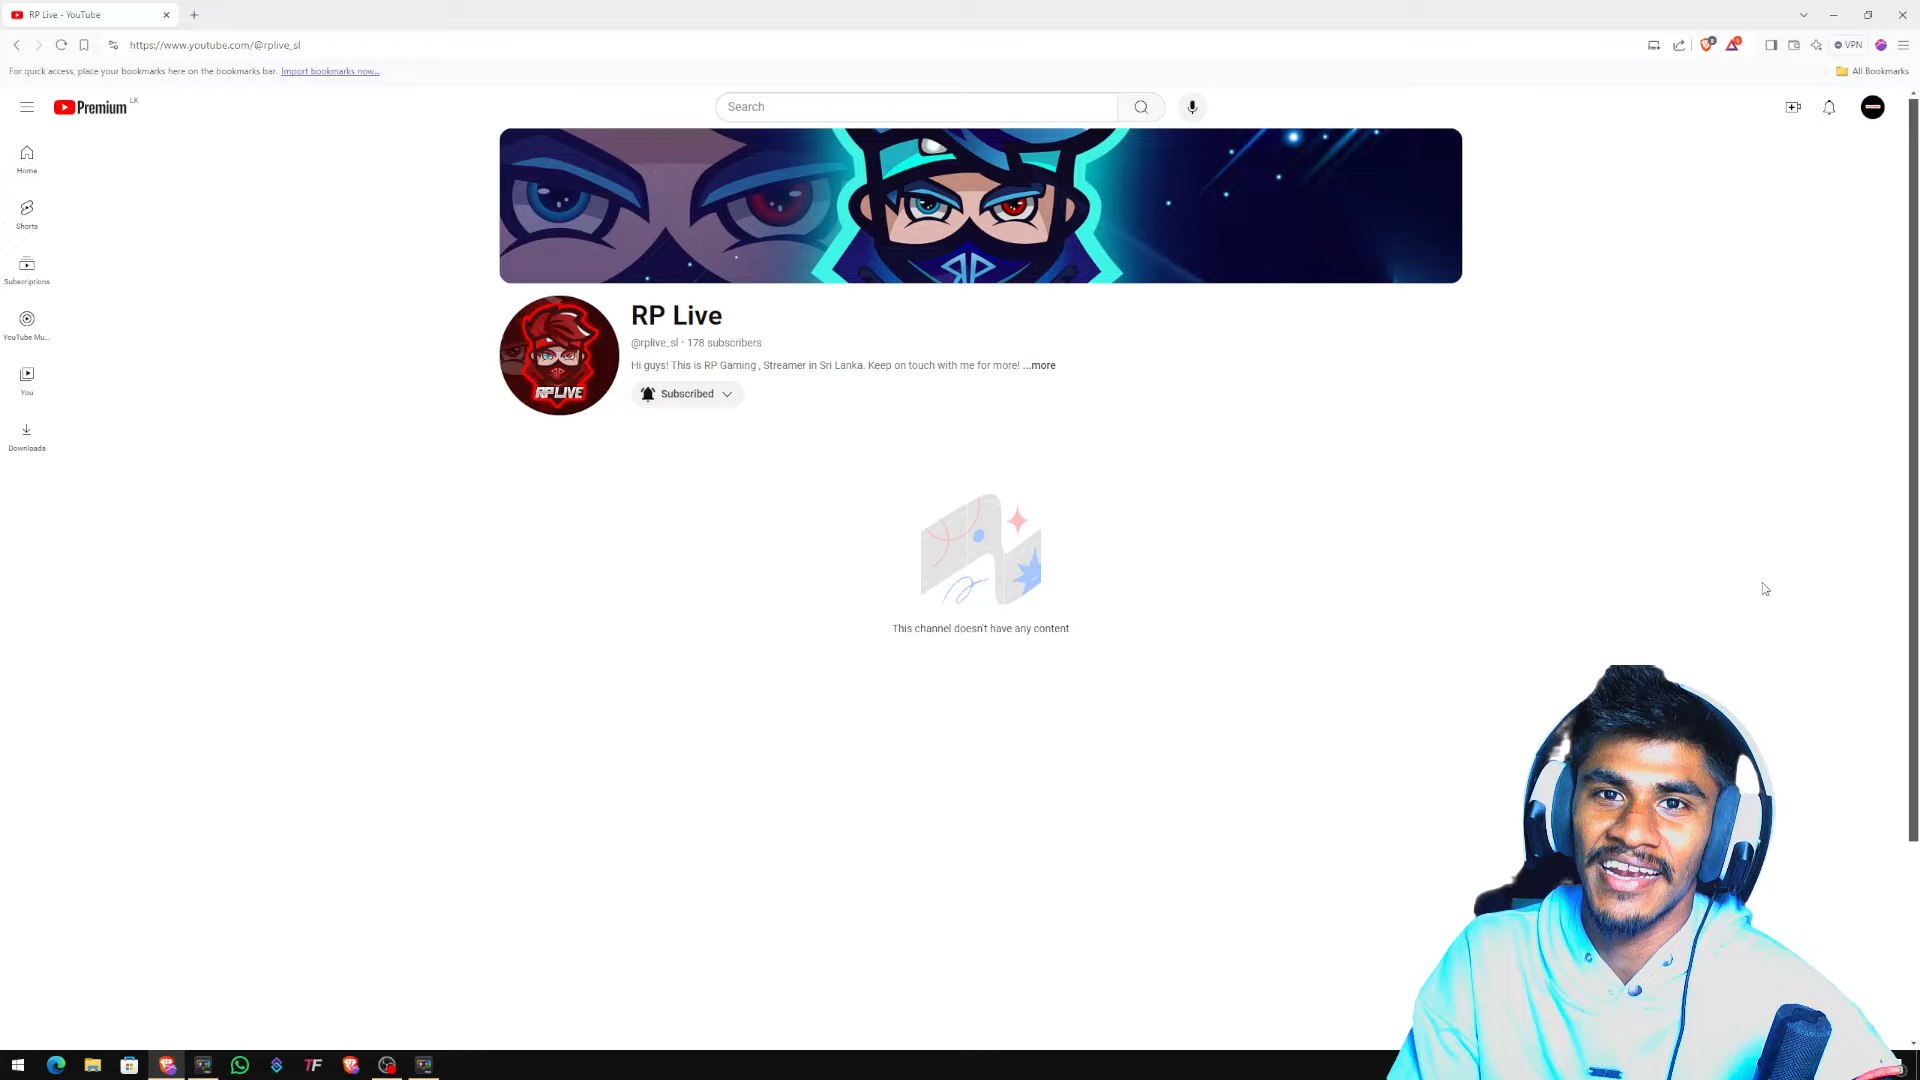 RP Live - YouTube
https://www.youtube.com/@rplive_sl
VPN
For quick access, place your bookmarks here on the bookmarks bar. Import bookmarks now...
All Bookmarks
Premium LK
Search
Home
Shorts
Subscriptions
YouTube Mu...
You
Downloads
RP LIVE
RP Live
@rplive_sl · 178 subscribers
Hi guys! This is RP Gaming , Streamer in Sri Lanka. Keep on touch with me for more! ...more
Subscribed
This channel doesn't have any content
TF